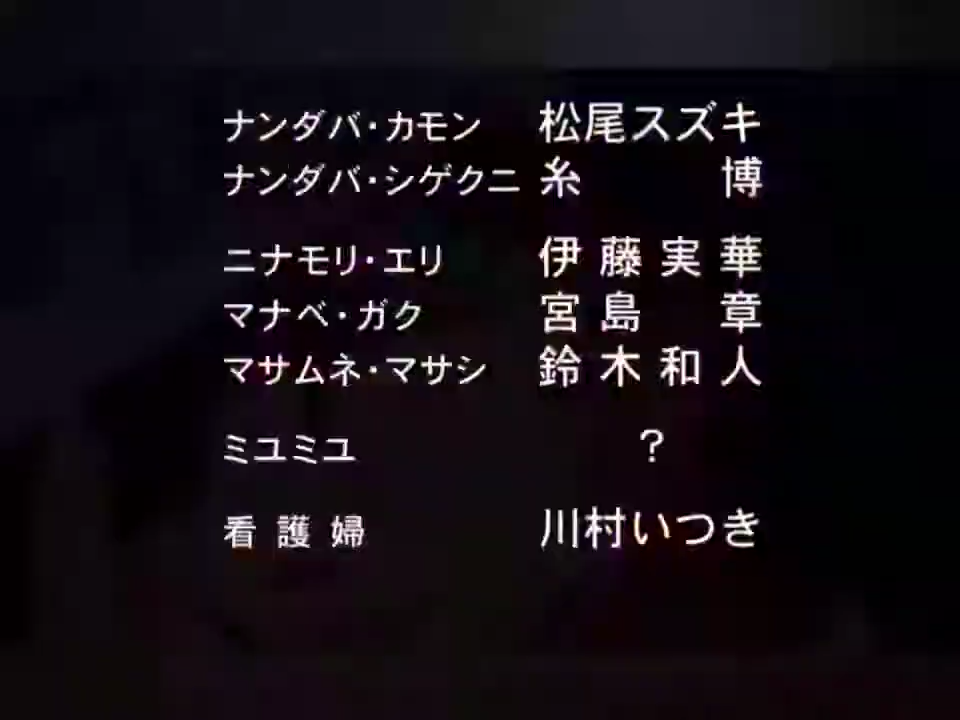 ナンダバ・カモン 松尾スズキ
ナンダバ・シゲクニ 糸 博
ニナモリ・エリ 伊藤実華
マナベ・ガク 宮島 章
マサムネ・マサシ 鈴木和人
ミユミユ ？
看護婦 川村いつき